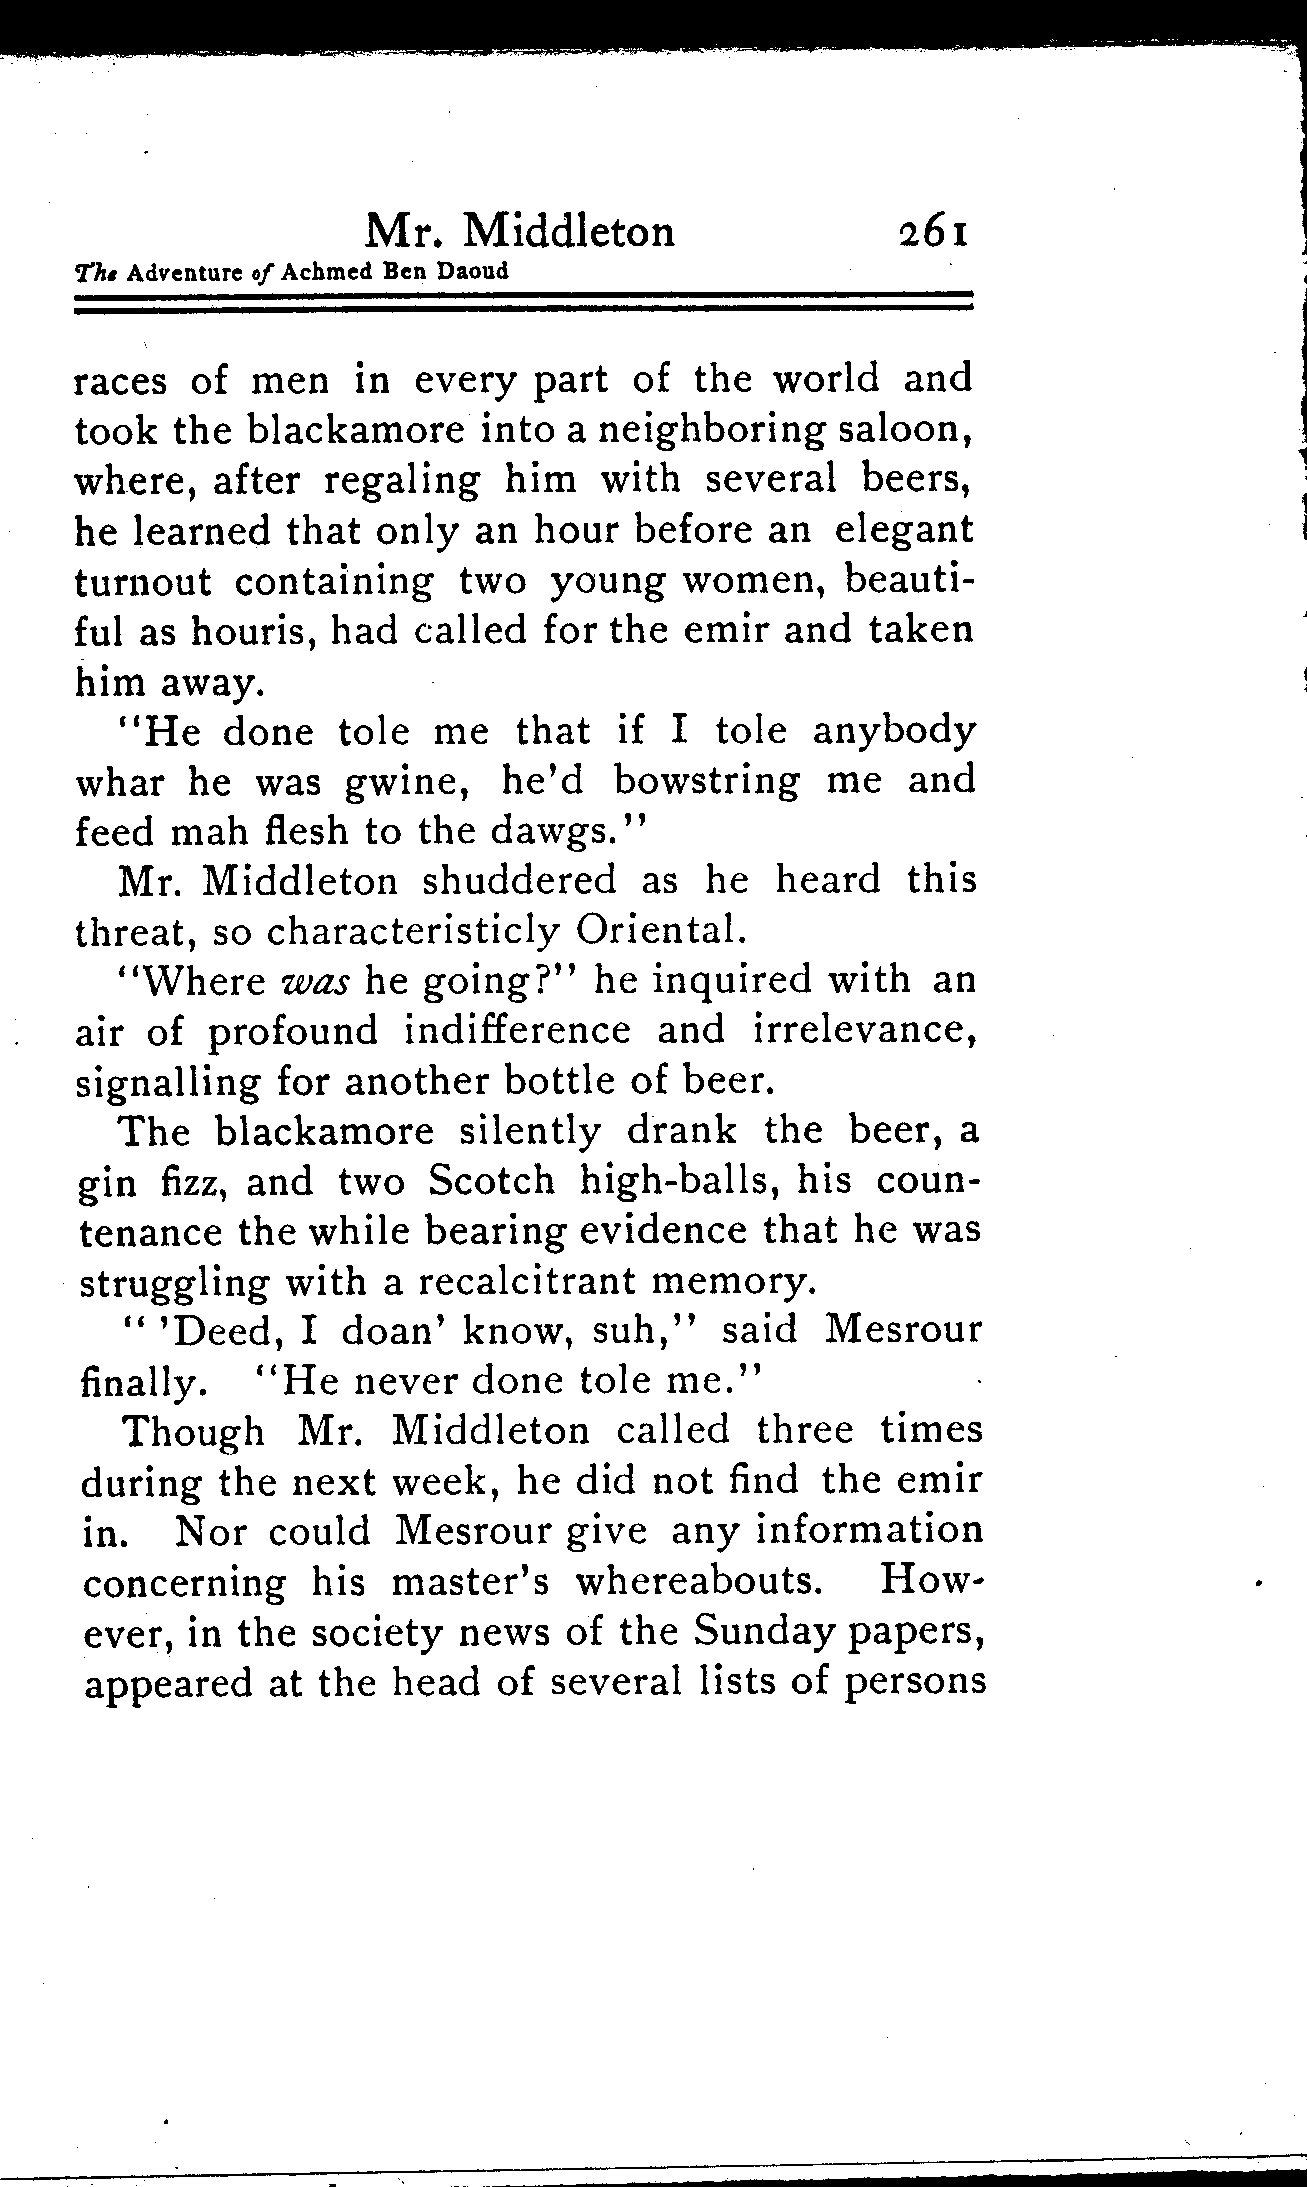 Mr. Middleton 261
The Adventure of Achmed Ben Daoud
races of men in every part of the world and
took the blackamore into a neighboring saloon,
where, after regaling him with several beers,
he learned that only an hour before an elegant
turnout containing two young women, beauti-
ful as houris, had called for the emir and taken
him away.
"He done tole me that if I tole anybody
whar he was gwine, he'd bowstring me and
feed mah flesh to the dawgs."
Mr. Middleton shuddered as he heard this
threat, so characteristicly Oriental.
"Where was he going?" he inquired with an
air of profound indifference and irrelevance,
signalling for another bottle of beer.
The blackamore silently drank the beer, a
gin fizz, and two Scotch high-balls, his coun-
tenance the while bearing evidence that he was
struggling with a recalcitrant memory.
" 'Deed, I doan' know, suh," said Mesrour
finally. "He never done tole me."
Though Mr. Middleton called three times
during the next week, he did not find the emir
in. Nor could Mesrour give any information
concerning his master's whereabouts. How-
ever, in the society news of the Sunday papers,
appeared at the head of several lists of persons